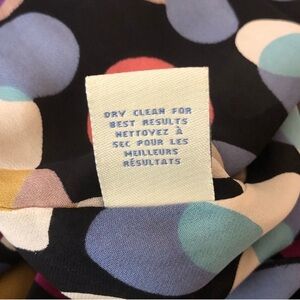 DRY CLEAN FOR
BEST RESULTS
NETTOYEZ À
SEC POUR LES
MEILLEURS
RÉSULTATS